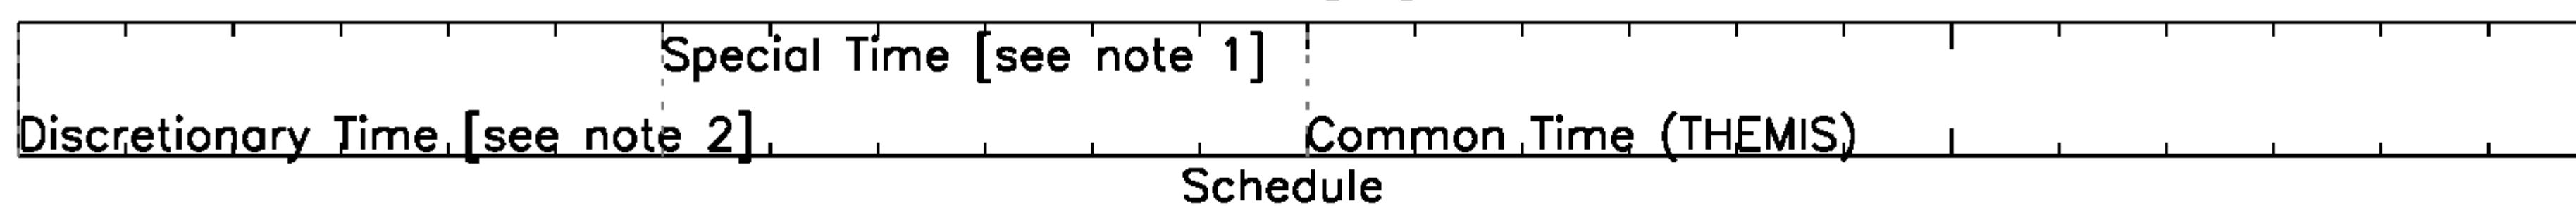 Special Time [see note 1]
Discretionary Time [see note 2]
Common Time (THEMIS)
Schedule